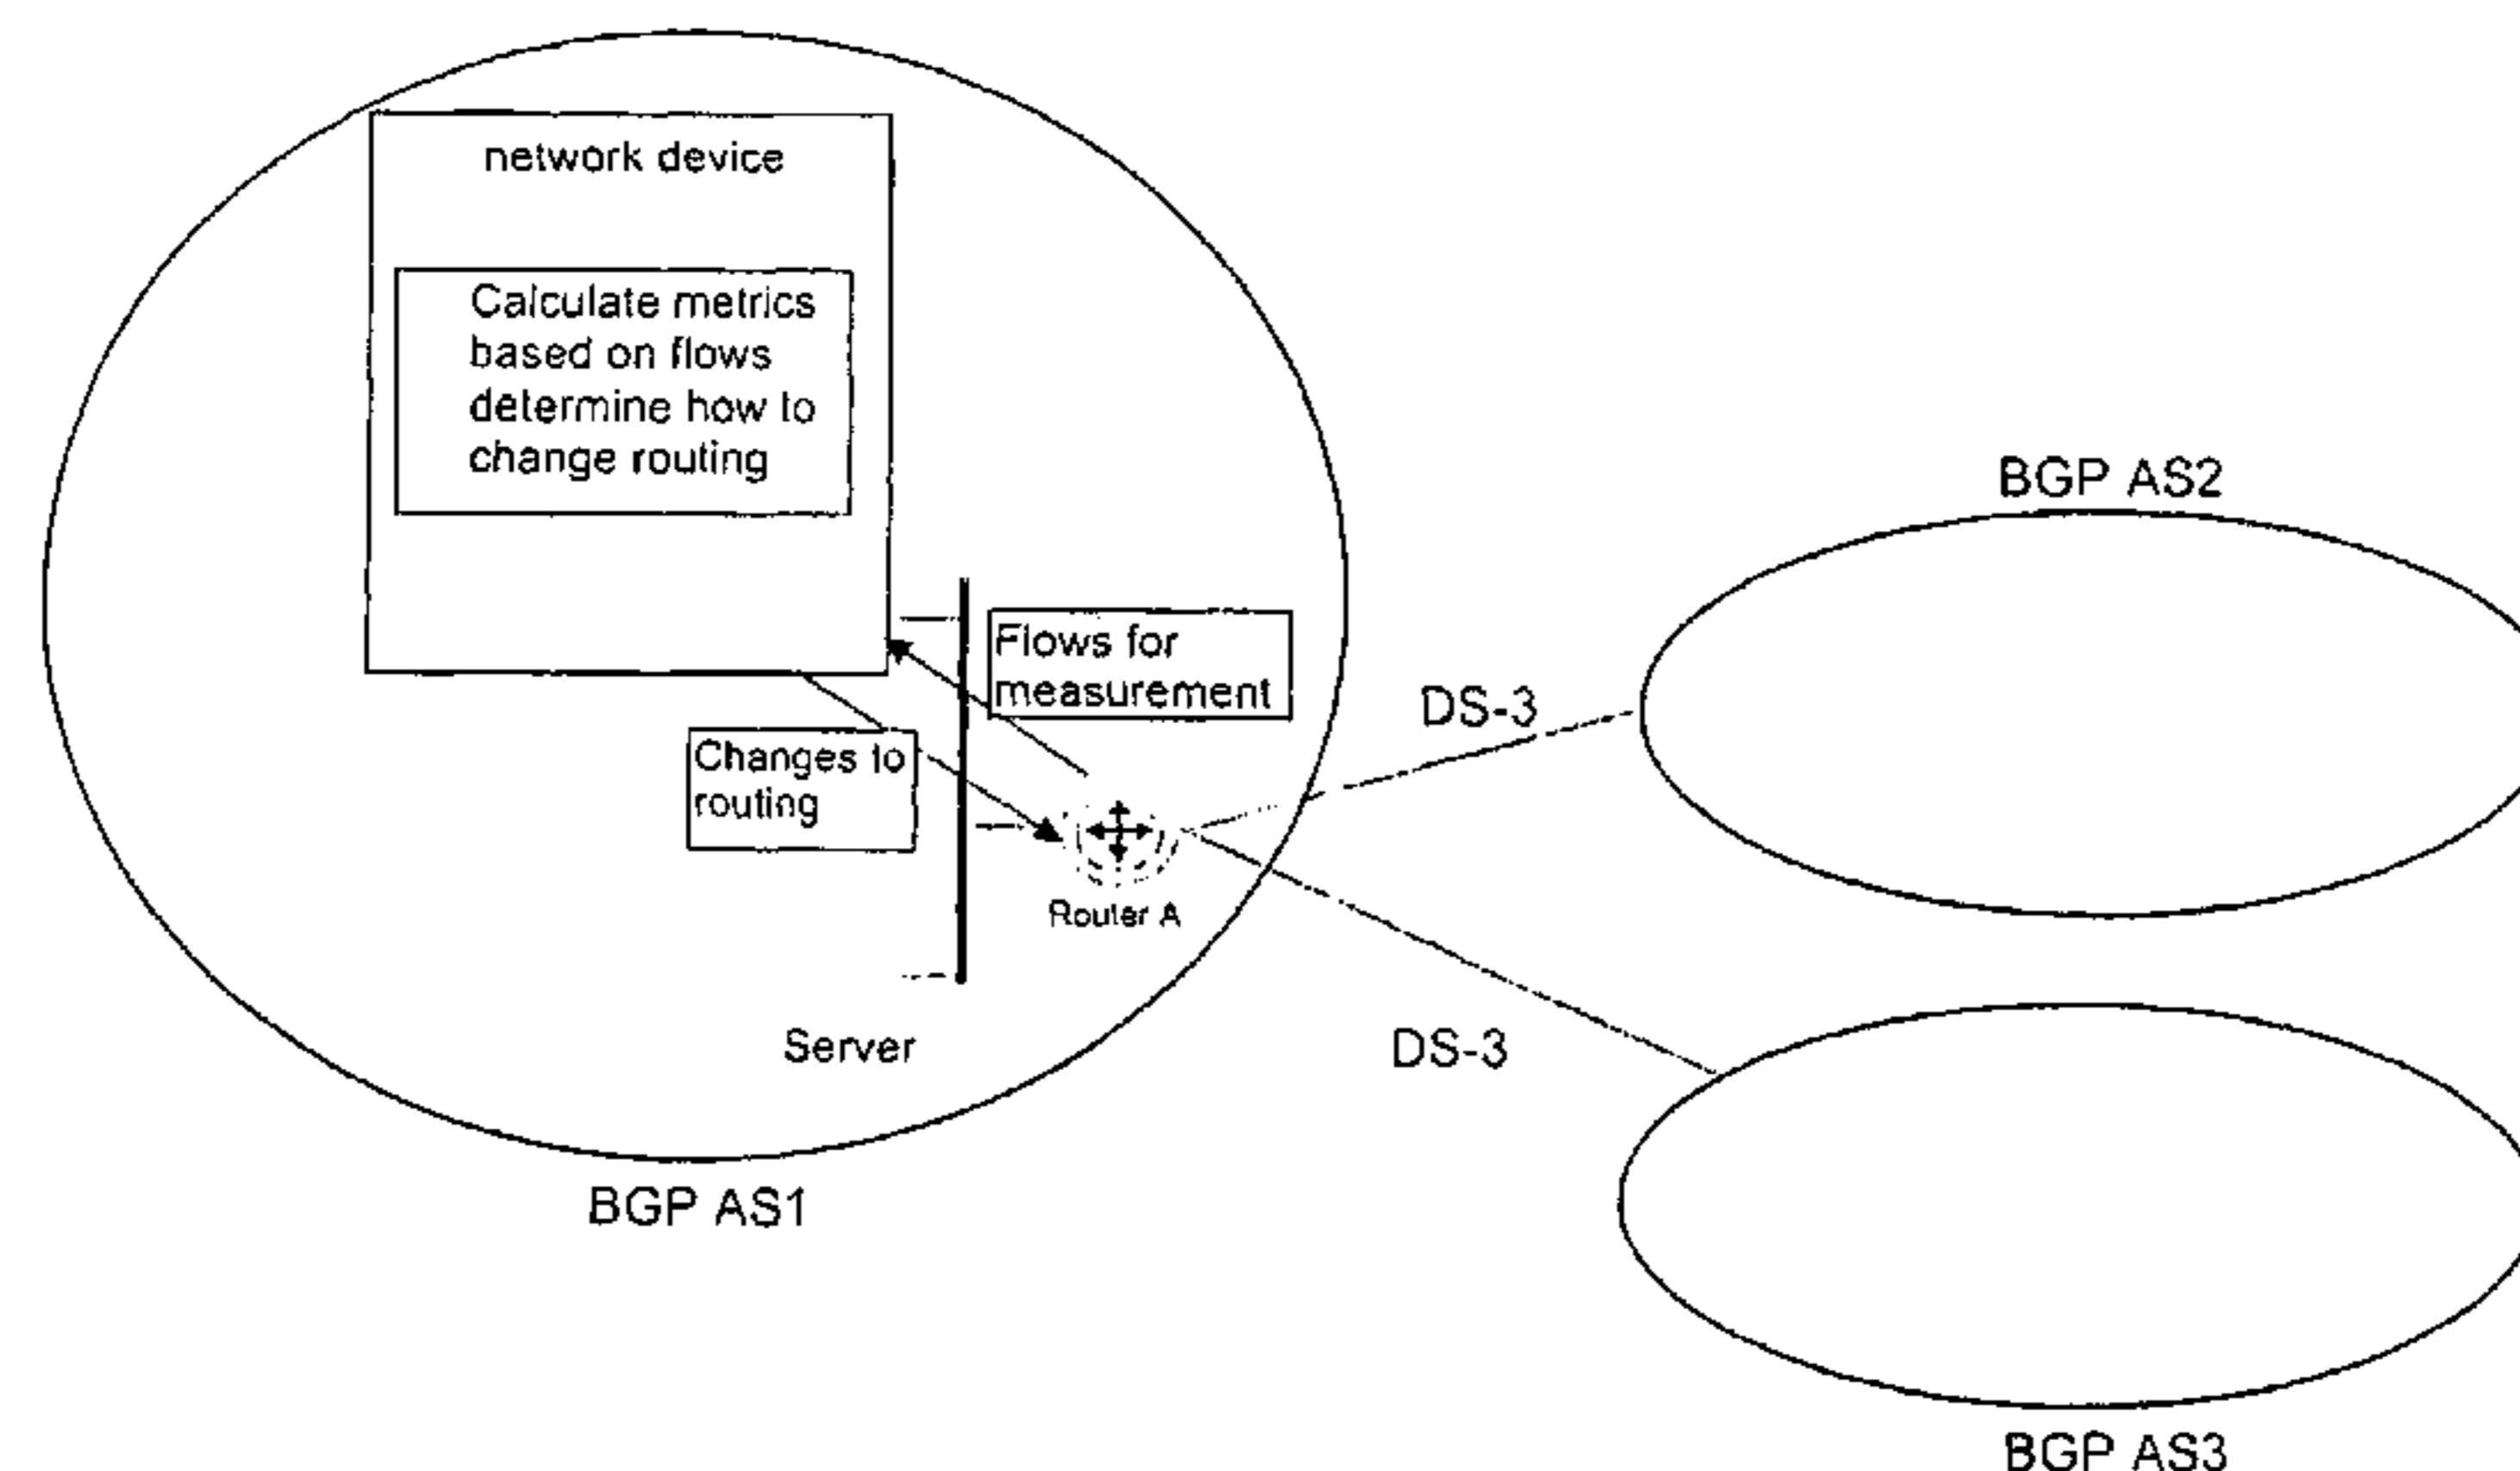 network device
Calculate metrics
based on flows
determine how to
change routing
BGP AS2
Flows for
measurement
DS-3
Changes to
routing
Router A
Server
DS-3
BGP AS1
BGP AS3